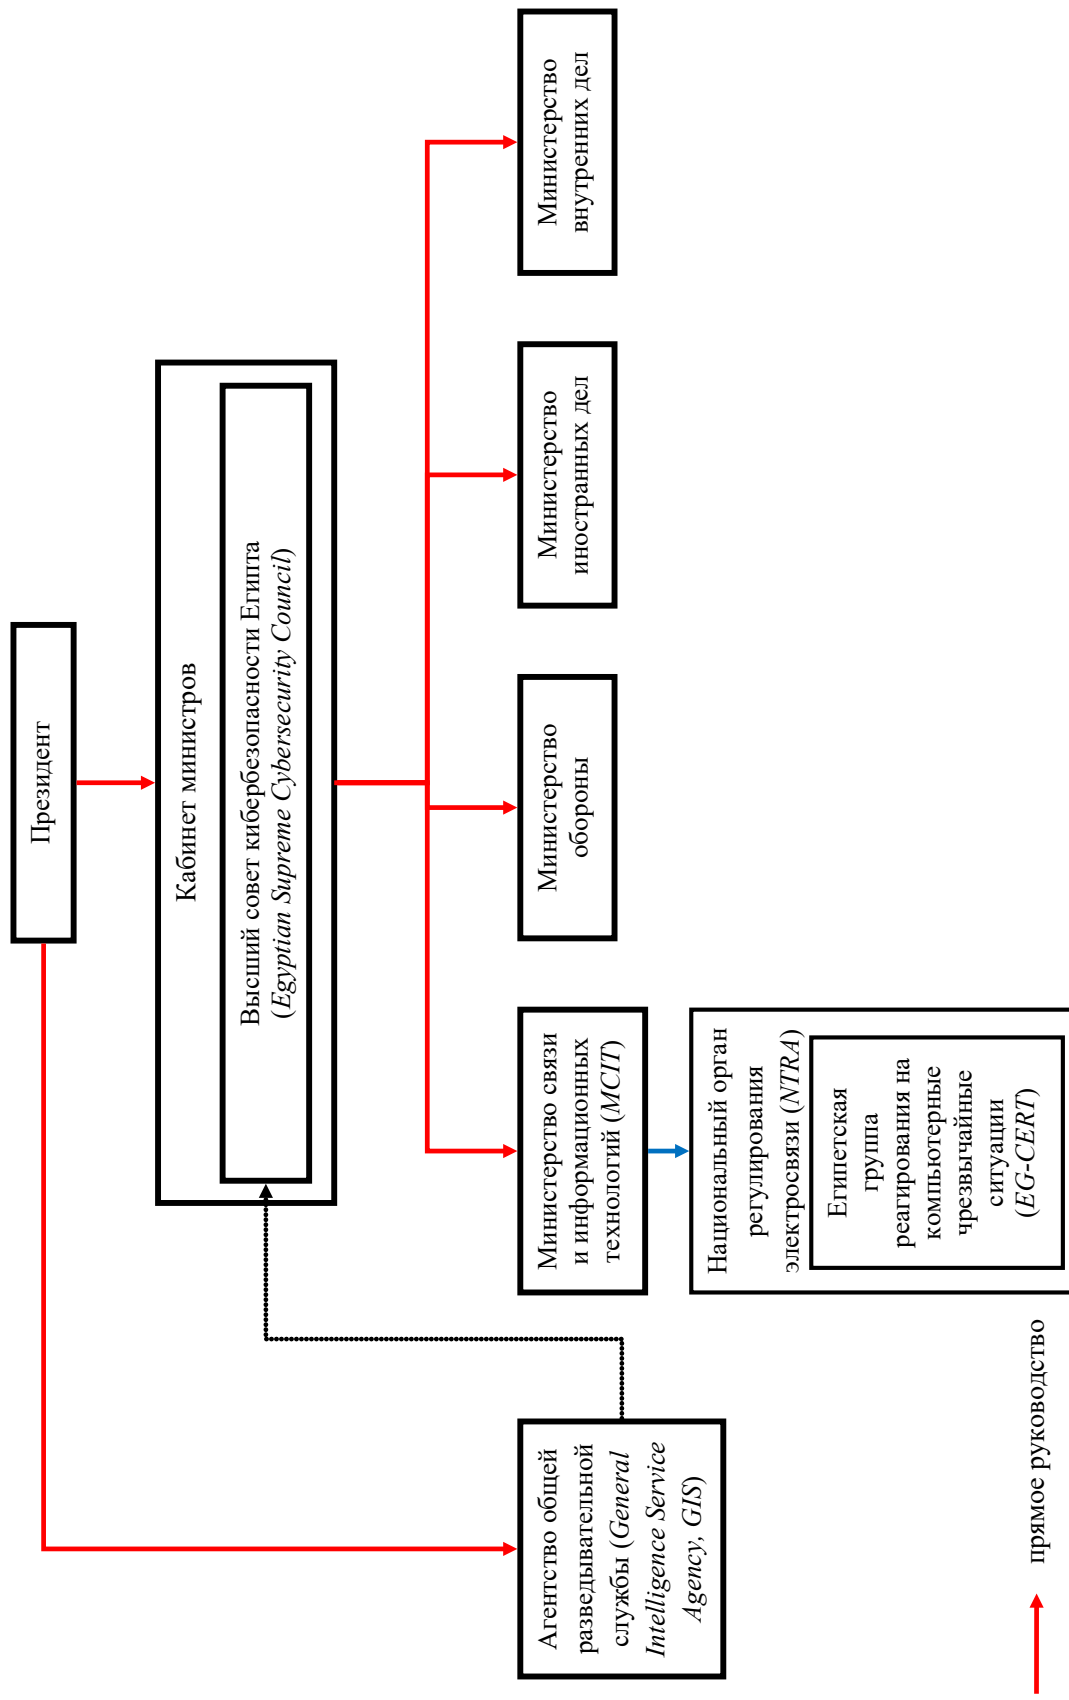 Президент
Кабинет министров
Высший совет кибербезопасности Египта
(Egyptian Supreme Cybersecurity Council)
Агентство общей
разведывательной
службы (General
Intelligence Service
Agency, GIS)
Министерство связи
и информационных
технологий (MCIT)
Министерство
обороны
Министерство
иностранных дел
Министерство
внутренних дел
Национальный орган
регулирования
электросвязи (NTRA)
Египетская
группа
реагирования на
компьютерные
чрезвычайные
ситуации
(EG-CERT)
прямое руководство